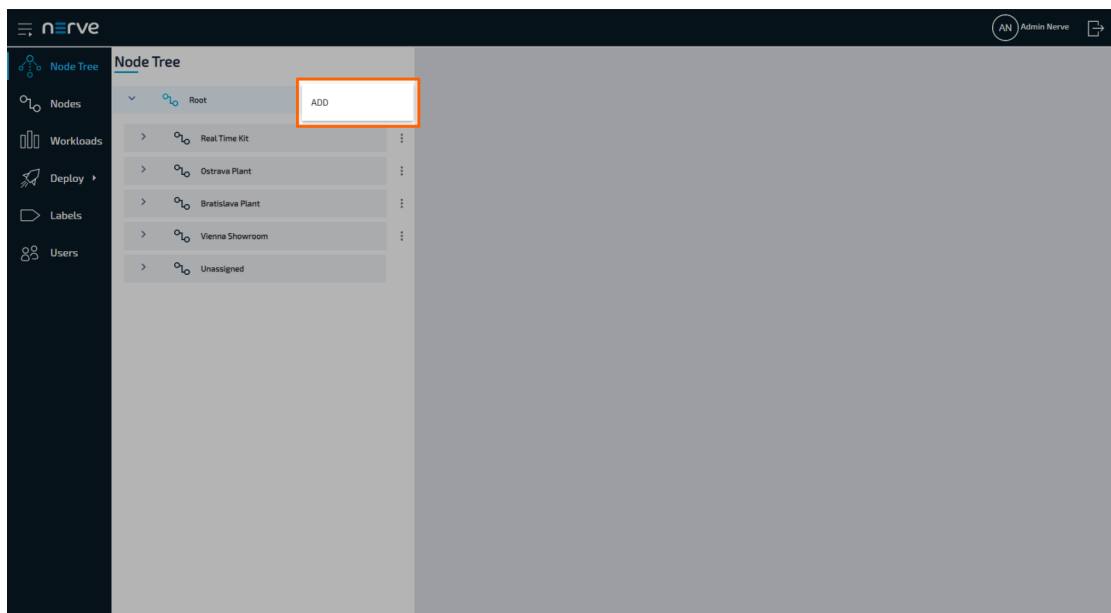 nerve
AN Admin Nerve
Node Tree
Nodes
Workloads
Deploy
Labels
Users
Node Tree
Root
ADD
Real Time Kit
Ostrava Plant
Bratislava Plant
Vienna Showroom
Unassigned